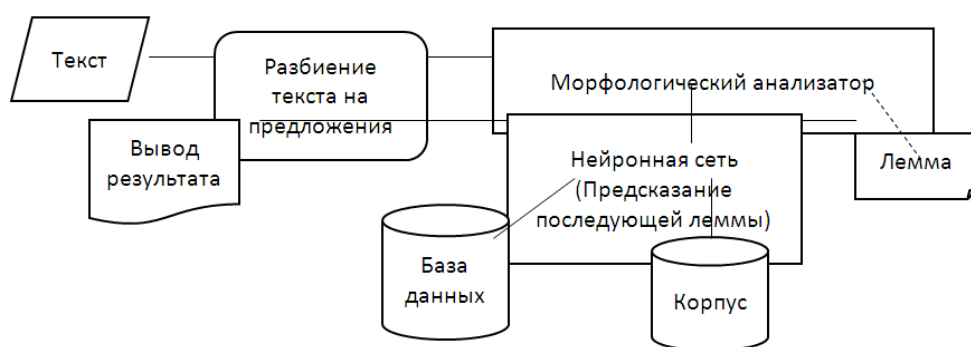 Текст
Разбиение
текста на
предложения
Морфологический анализатор
Вывод
результата
Нейронная сеть
(Предсказание
последующей леммы)
Лемма
База
данных
Корпус